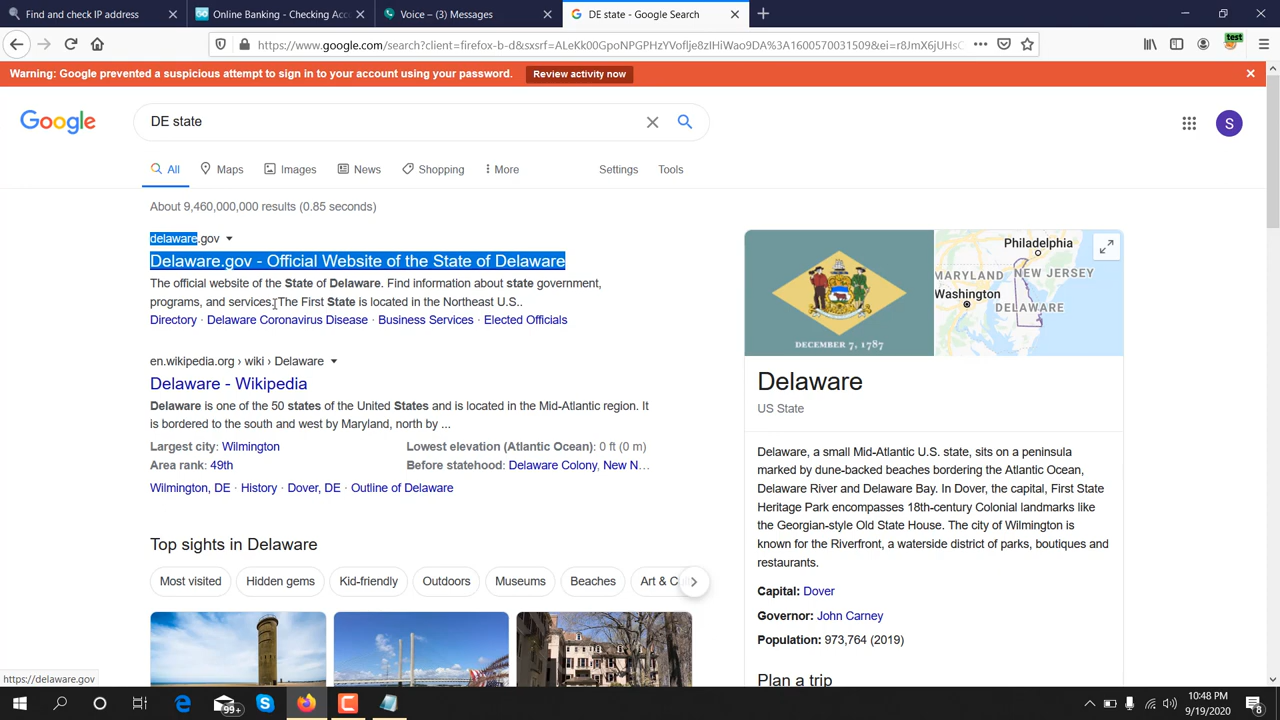 Find and check IP address
Online Banking - Checking Acc
Voice – (3) Messages
DE state - Google Search
https://www.google.com/search?client=firefox-b-d&sxsrf=ALeKk00GpoNPGPHzYVoflje8zIHiWao9DA%3A1600570031509&ei=r8JmX6jUHsC
test
Warning: Google prevented a suspicious attempt to sign in to your account using your password.
Review activity now
Google
DE state
S
All
Maps
Images
News
Shopping
More
Settings
Tools
About 9,460,000,000 results (0.85 seconds)
delaware.gov
Delaware.gov - Official Website of the State of Delaware
The official website of the State of Delaware. Find information about state government,
programs, and services. The First State is located in the Northeast U.S..
Directory · Delaware Coronavirus Disease · Business Services · Elected Officials
en.wikipedia.org › wiki › Delaware
Delaware - Wikipedia
Delaware is one of the 50 states of the United States and is located in the Mid-Atlantic region. It
is bordered to the south and west by Maryland, north by ...
Largest city: Wilmington
Lowest elevation (Atlantic Ocean): 0 ft (0 m)
Area rank: 49th
Before statehood: Delaware Colony, New N…
Wilmington, DE · History · Dover, DE · Outline of Delaware
Top sights in Delaware
Most visited
Hidden gems
Kid-friendly
Outdoors
Museums
Beaches
Art & C
DECEMBER 7, 1787
Philadelphia
MARYLAND
NEW JERSEY
Washington
DELAWARE
Delaware
US State
Delaware, a small Mid-Atlantic U.S. state, sits on a peninsula
marked by dune-backed beaches bordering the Atlantic Ocean,
Delaware River and Delaware Bay. In Dover, the capital, First State
Heritage Park encompasses 18th-century Colonial landmarks like
the Georgian-style Old State House. The city of Wilmington is
known for the Riverfront, a waterside district of parks, boutiques and
restaurants.
Capital: Dover
Governor: John Carney
Population: 973,764 (2019)
Plan a trip
https://delaware.gov
99+
10:48 PM
9/19/2020
8